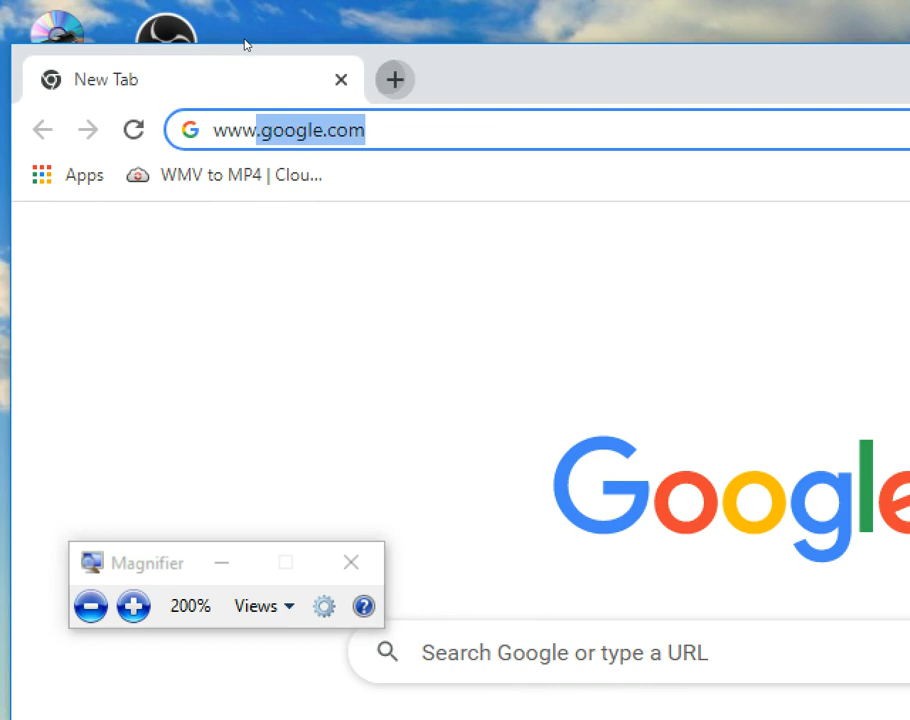 New Tab
www.google.com
Apps WMV to MP4 | Clou...
Google
Magnifier
200% Views
Search Google or type a URL